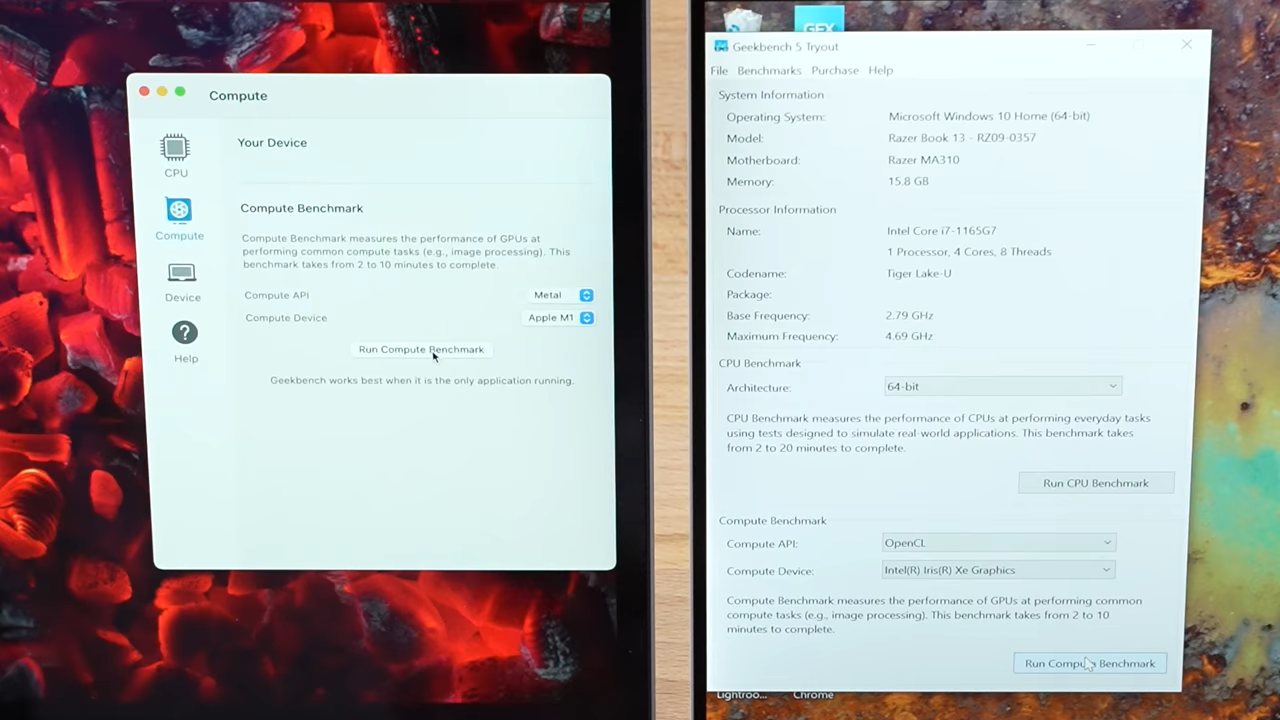 Compute
CPU
Compute
Device
Help
Your Device
Compute Benchmark
Compute Benchmark measures the performance of GPUs at
performing common compute tasks (e.g., image processing). This
benchmark takes from 2 to 10 minutes to complete.
Compute API Metal
Compute Device Apple M1
Run Compute Benchmark
Geekbench works best when it is the only application running.
GFX
Geekbench 5 Tryout
File Benchmarks Purchase Help
System Information
Operating System: Microsoft Windows 10 Home (64-bit)
Model: Razer Book 13 - RZ09-0357
Motherboard: Razer MA310
Memory: 15.8 GB
Processor Information
Name: Intel Core i7-1165G7
1 Processor, 4 Cores, 8 Threads
Codename: Tiger Lake-U
Package:
Base Frequency: 2.79 GHz
Maximum Frequency: 4.69 GHz
CPU Benchmark
Architecture: 64-bit
CPU Benchmark measures the performance of CPUs at performing everyday tasks
using tests designed to simulate real-world applications. This benchmark takes
from 2 to 20 minutes to complete.
Run CPU Benchmark
Compute Benchmark
Compute API: OpenCL
Compute Device: Intel(R) Iris(R) Xe Graphics
Compute Benchmark measures the performance of GPUs at performing common
compute tasks (e.g., image processing). This benchmark takes from 2 to 10
minutes to complete.
Run Compute Benchmark
Lightroo... Chrome